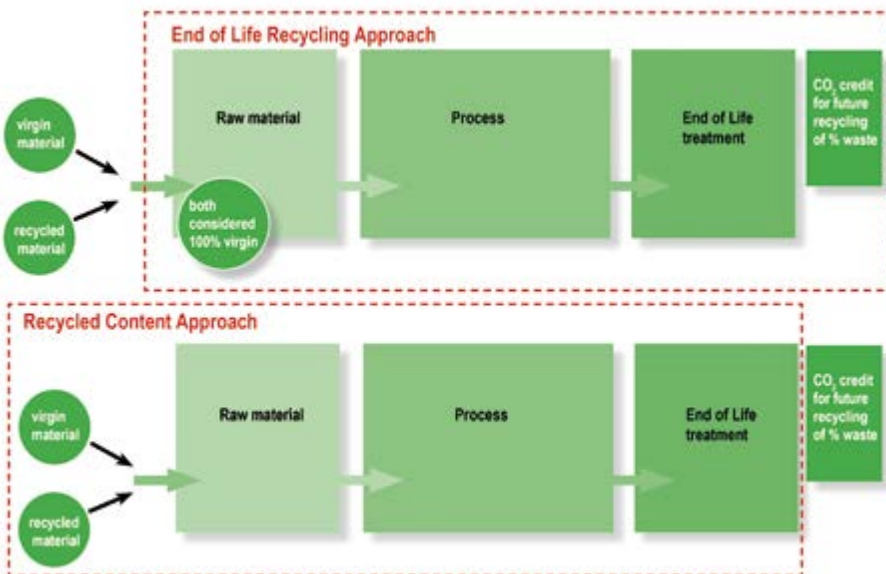 End of Life Recycling Approach
virgin
material
recycled
material
Raw material
both
considered
100% virgin
Process
End of Life
treatment
CO₂ credit
for future
recycling
of % waste
Recycled Content Approach
virgin
material
recycled
material
Raw material
Process
End of Life
treatment
CO₂ credit
for future
recycling
of % waste